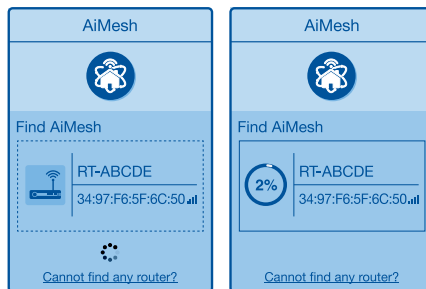 AiMesh
Find AiMesh
RT-ABCDE
34:97:F6:5F:6C:50
Cannot find any router?
AiMesh
Find AiMesh
2%
RT-ABCDE
34:97:F6:5F:6C:50
Cannot find any router?